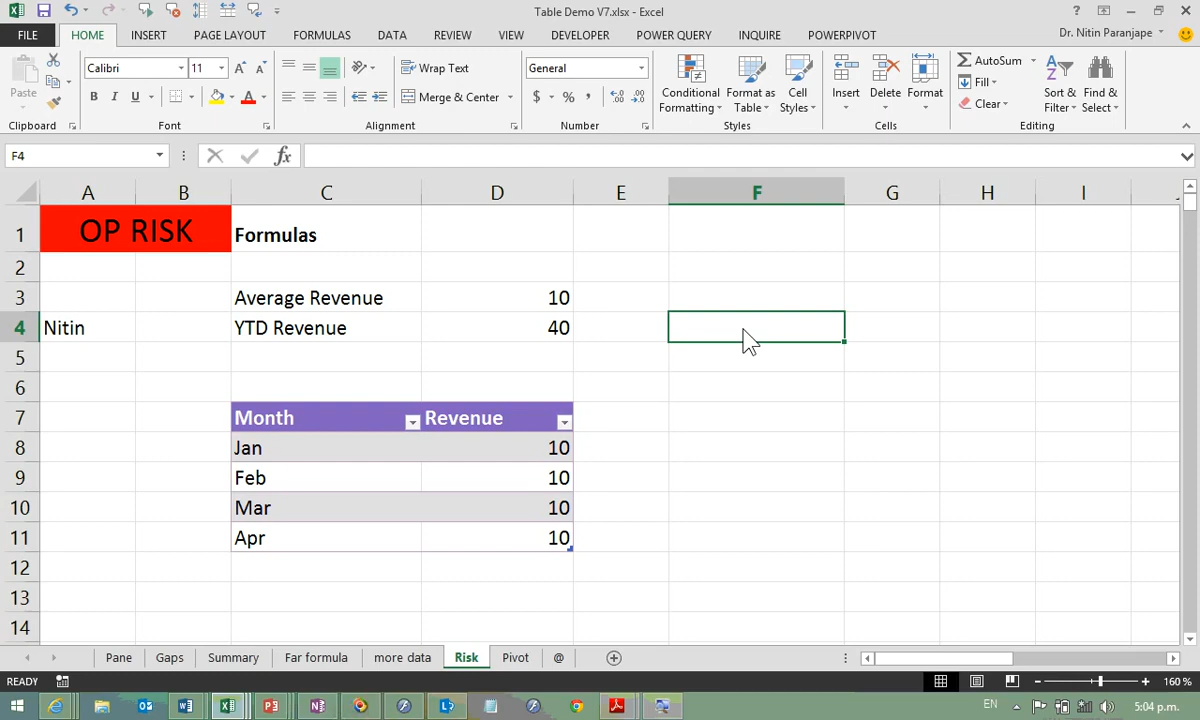 Table Demo V7.xlsx - Excel
FILE HOME INSERT PAGE LAYOUT FORMULAS DATA REVIEW VIEW DEVELOPER POWER QUERY INQUIRE POWERPIVOT Dr. Nitin Paranjape
Paste
Clipboard
Calibri 11
B I U A
Font
Wrap Text
Merge & Center
Alignment
General
$ % ,
Number
Conditional Formatting
Format as Table
Cell Styles
Styles
Insert
Delete
Format
Cells
AutoSum
Fill
Clear
Sort & Filter
Find & Select
Editing
F4 fx
A B C D E F G H I
1 OP RISK Formulas
2
3 Average Revenue 10
4 Nitin YTD Revenue 40
5
6
7 Month Revenue
8 Jan 10
9 Feb 10
10 Mar 10
11 Apr 10
12
13
14
Pane Gaps Summary Far formula more data Risk Pivot @
READY 160 %
EN 5:04 p.m.